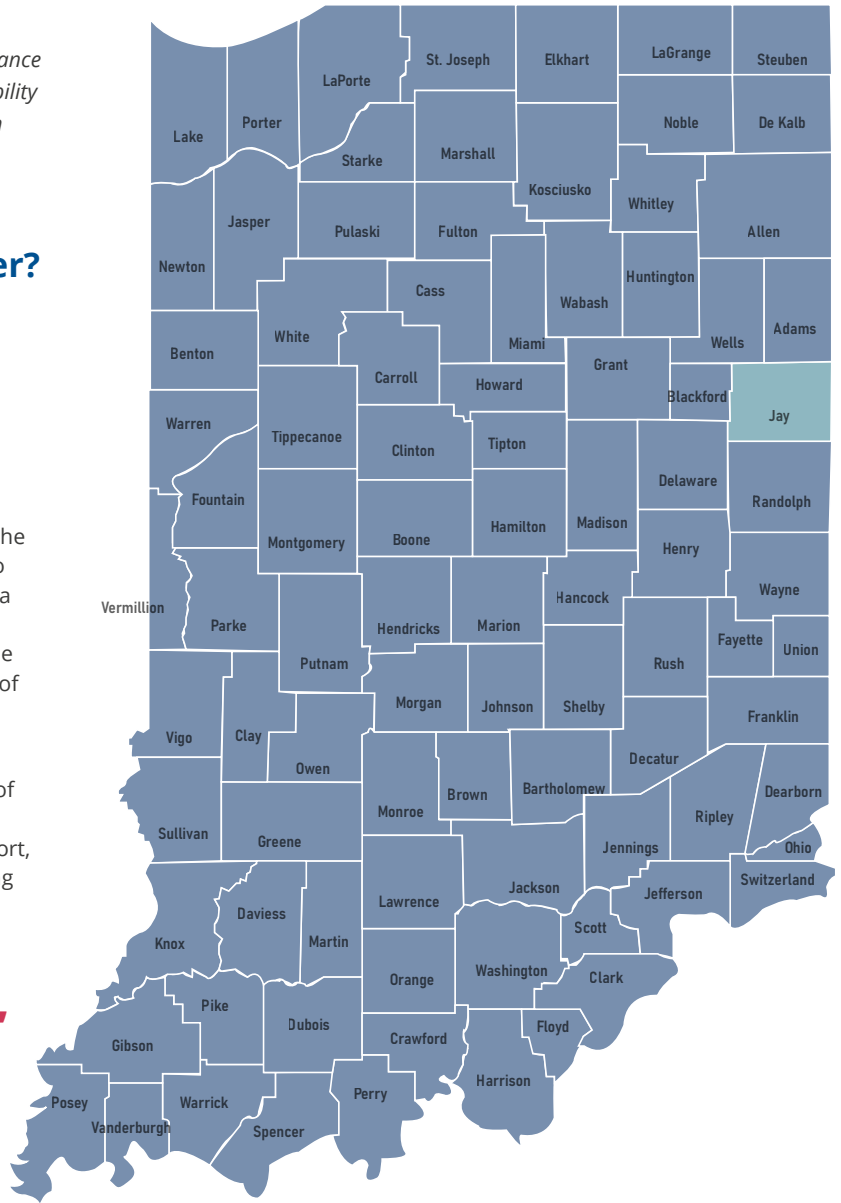 ance
bility
er?
he
o
a
e
of
of
ort,
g
St. Joseph
Elkhart
LaGrange
Steuben
LaPorte
Lake
Porter
Noble
De Kalb
Starke
Marshall
Kosciusko
Whitley
Jasper
Pulaski
Fulton
Allen
Newton
Huntington
Cass
Wabash
White
Miami
Wells
Adams
Benton
Carroll
Howard
Grant
Blackford
Jay
Warren
Tippecanoe
Clinton
Tipton
Fountain
Delaware
Randolph
Montgomery
Boone
Hamilton
Madison
Henry
Vermillion
Parke
Hendricks
Marion
Hancock
Wayne
Putnam
Rush
Fayette
Union
Morgan
Johnson
Shelby
Franklin
Vigo
Clay
Owen
Decatur
Monroe
Brown
Bartholomew
Dearborn
Sullivan
Greene
Jennings
Ripley
Ohio
Switzerland
Lawrence
Jackson
Jefferson
Knox
Daviess
Martin
Scott
Orange
Washington
Clark
Pike
Dubois
Crawford
Floyd
Gibson
Harrison
Posey
Vanderburgh
Warrick
Spencer
Perry